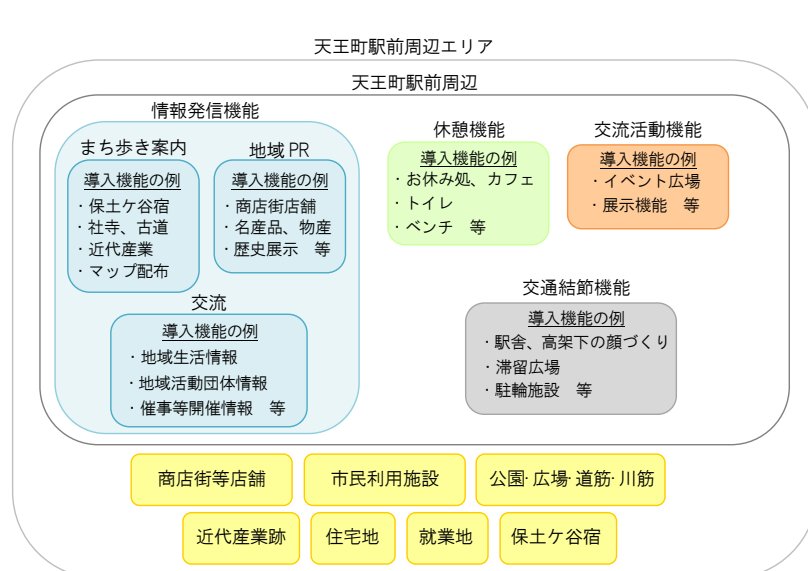 天王町駅前周辺エリア
天王町駅前周辺
情報発信機能
まち歩き案内
導入機能の例
・保土ケ谷宿
・社寺、古道
・近代産業
・マップ配布
地域 PR
導入機能の例
・商店街店舗
・名産品、物産
・歴史展示　等
交流
導入機能の例
・地域生活情報
・地域活動団体情報
・催事等開催情報　等
休憩機能
導入機能の例
・お休み処、カフェ
・トイレ
・ベンチ　等
交流活動機能
導入機能の例
・イベント広場
・展示機能　等
交通結節機能
導入機能の例
・駅舎、高架下の顔づくり
・滞留広場
・駐輪施設　等
商店街等店舗
市民利用施設
公園・広場・道筋・川筋
近代産業跡
住宅地
就業地
保土ケ谷宿